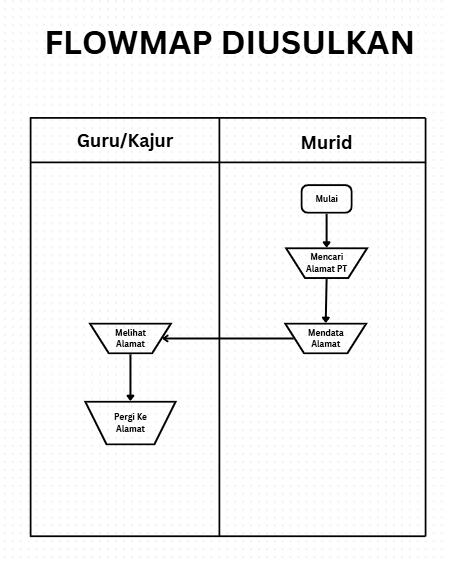 FLOWMAP DIUSULKAN
Guru/Kajur
Murid
Mulai
Mencari
Alamat PT
Melihat
Alamat
Mendata
Alamat
Pergi Ke
Alamat